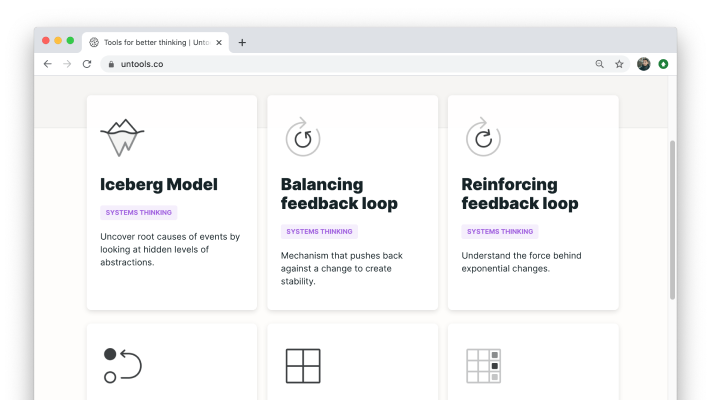 Tools for better thinking | Unto
untools.co
Iceberg Model
SYSTEMS THINKING
Uncover root causes of events by
looking at hidden levels of
abstractions.
Balancing
feedback loop
SYSTEMS THINKING
Mechanism that pushes back
against a change to create
stability.
Reinforcing
feedback loop
SYSTEMS THINKING
Understand the force behind
exponential changes.